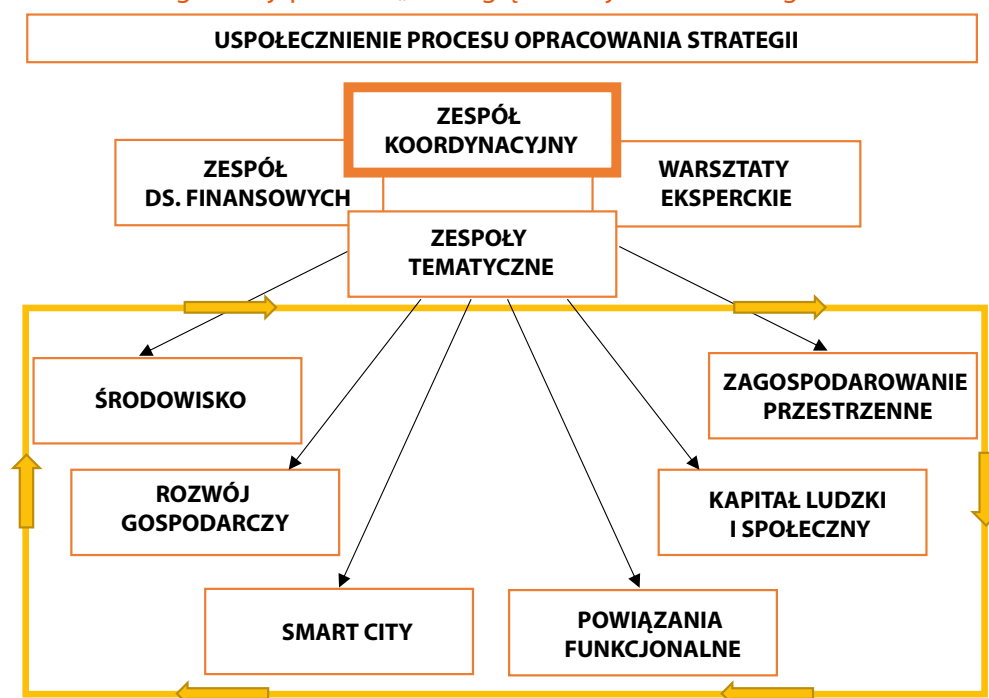 USPOŁECZNIENIE PROCESU OPRACOWANIA STRATEGII
ZESPÓŁ
KOORDYNACYJNY
ZESPÓŁ
DS. FINANSOWYCH
WARSZTATY
EKSPERCKIE
ZESPOŁY
TEMATYCZNE
ŚRODOWISKO
ZAGOSPODAROWANIE
PRZESTRZENNE
ROZWÓJ
GOSPODARCZY
KAPITAŁ LUDZKI
I SPOŁECZNY
SMART CITY
POWIĄZANIA
FUNKCJONALNE